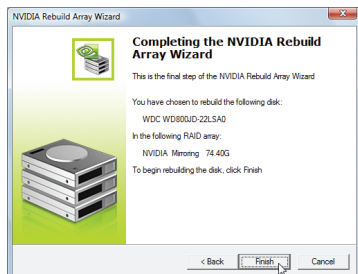 NVIDIA Rebuild Array Wizard
Completing the NVIDIA Rebuild
Array Wizard
This is the final step of the NVIDIA Rebuild Array Wizard
You have chosen to rebuild the following disk:
WDC WD800JD-22LSA0
In the following RAID array:
NVIDIA Mirroring 74.40G
To begin rebuilding the disk, click Finish
< Back Finish Cancel